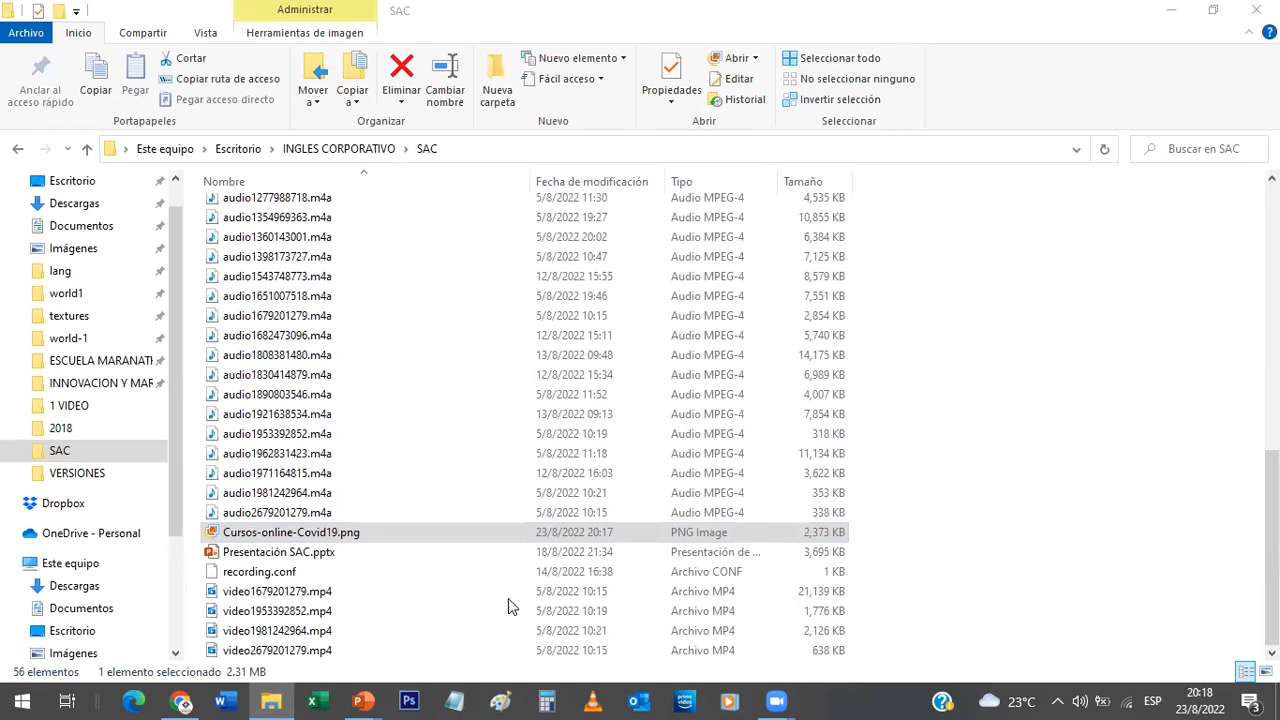 Administrar
SAC
Archivo
Inicio
Compartir
Vista
Herramientas de imagen
Anclar al
acceso rápido
Copiar
Pegar
Cortar
Copiar ruta de acceso
Pegar acceso directo
Portapapeles
Mover
a
Copiar
a
Eliminar
Cambiar
nombre
Organizar
Nueva
carpeta
Nuevo elemento
Fácil acceso
Nuevo
Propiedades
Abrir
Editar
Historial
Abrir
Seleccionar todo
No seleccionar ninguno
Invertir selección
Seleccionar
Este equipo
Escritorio
INGLES CORPORATIVO
SAC
Buscar en SAC
Escritorio
Descargas
Documentos
Imágenes
lang
world1
textures
world-1
ESCUELA MARANATH
INNOVACION Y MAR
1 VIDEO
2018
SAC
VERSIONES
Dropbox
OneDrive - Personal
Este equipo
Descargas
Documentos
Escritorio
Imágenes
Nombre Fecha de modificación Tipo Tamaño
audio1277988718.m4a 5/8/2022 11:30 Audio MPEG-4 4,535 KB
audio1354969363.m4a 5/8/2022 19:27 Audio MPEG-4 10,855 KB
audio1360143001.m4a 5/8/2022 20:02 Audio MPEG-4 6,384 KB
audio1398173727.m4a 5/8/2022 10:47 Audio MPEG-4 7,125 KB
audio1543748773.m4a 12/8/2022 15:55 Audio MPEG-4 8,579 KB
audio1651007518.m4a 5/8/2022 19:46 Audio MPEG-4 7,551 KB
audio1679201279.m4a 5/8/2022 10:15 Audio MPEG-4 2,854 KB
audio1682473096.m4a 12/8/2022 15:11 Audio MPEG-4 5,740 KB
audio1808381480.m4a 13/8/2022 09:48 Audio MPEG-4 14,175 KB
audio1830414879.m4a 12/8/2022 15:34 Audio MPEG-4 6,989 KB
audio1890803546.m4a 5/8/2022 11:52 Audio MPEG-4 4,007 KB
audio1921638534.m4a 13/8/2022 09:13 Audio MPEG-4 7,854 KB
audio1953392852.m4a 5/8/2022 10:19 Audio MPEG-4 318 KB
audio1962831423.m4a 5/8/2022 11:18 Audio MPEG-4 11,134 KB
audio1971164815.m4a 12/8/2022 16:03 Audio MPEG-4 3,622 KB
audio1981242964.m4a 5/8/2022 10:21 Audio MPEG-4 353 KB
audio2679201279.m4a 5/8/2022 10:15 Audio MPEG-4 338 KB
Cursos-online-Covid19.png 23/8/2022 20:17 PNG Image 2,373 KB
Presentación SAC.pptx 18/8/2022 21:34 Presentación de ... 3,695 KB
recording.conf 14/8/2022 16:38 Archivo CONF 1 KB
video1679201279.mp4 5/8/2022 10:15 Archivo MP4 21,139 KB
video1953392852.mp4 5/8/2022 10:19 Archivo MP4 1,776 KB
video1981242964.mp4 5/8/2022 10:21 Archivo MP4 2,126 KB
video2679201279.mp4 5/8/2022 10:15 Archivo MP4 638 KB
56 elementos 1 elemento seleccionado 2.31 MB
23°C
ESP
20:18
23/8/2022
3